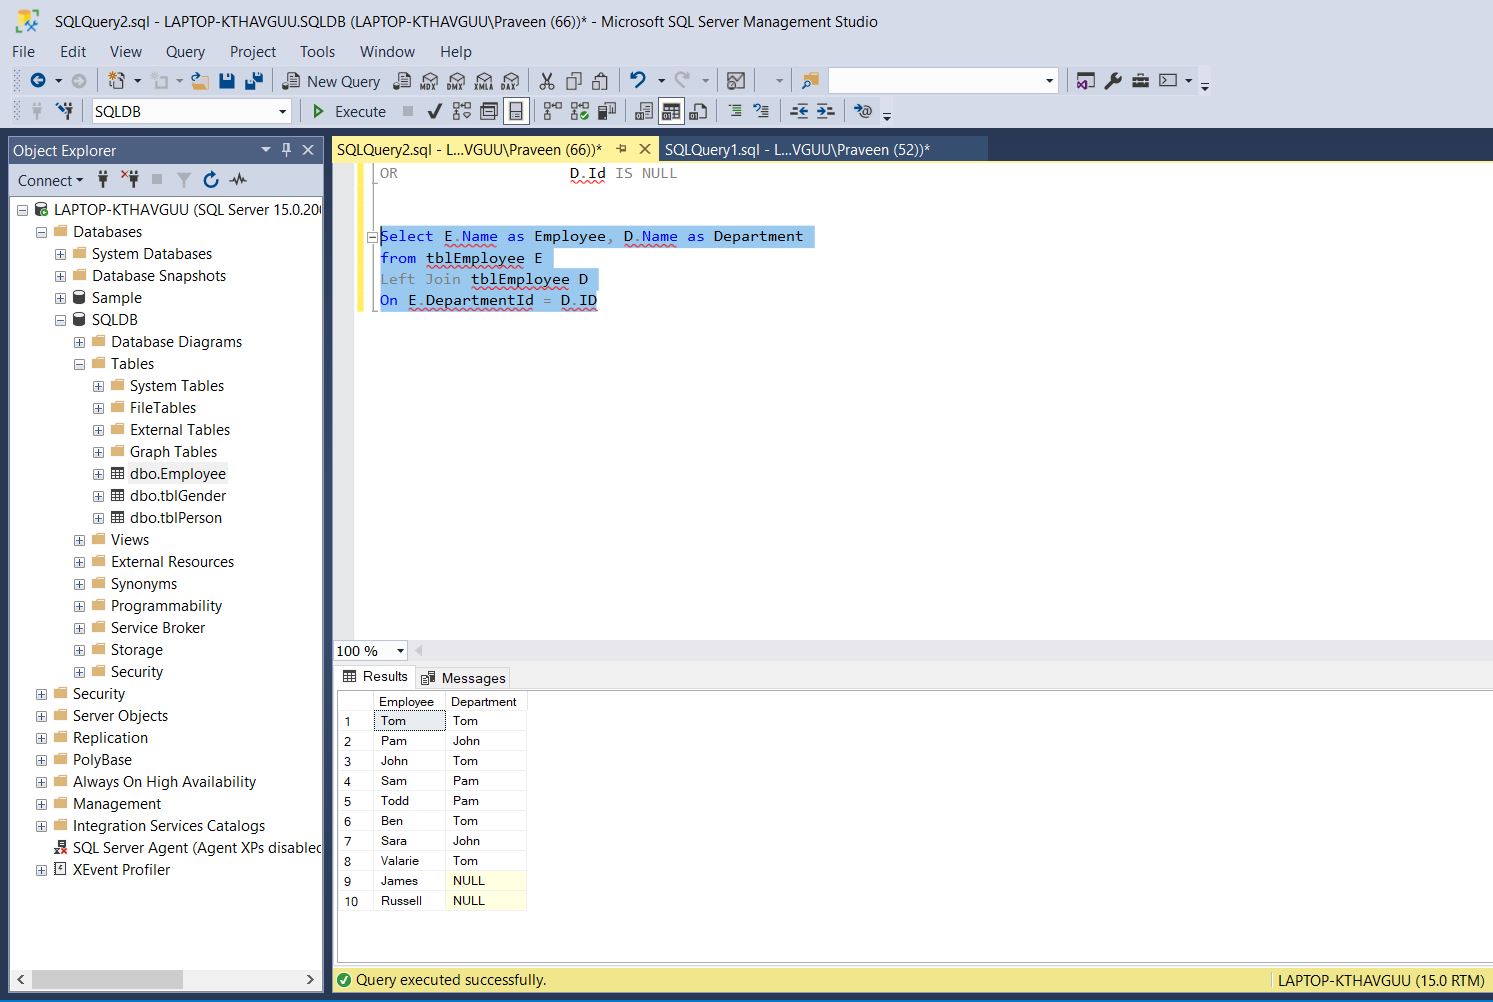 SQLQuery2.sql - LAPTOP-KTHAVGUU.SQLDB (LAPTOP-KTHAVGUU\Praveen (66))* - Microsoft SQL Server Management Studio
File Edit View Query Project Tools Window Help
New Query MDX DMX XMLA DAX
SQLDB Execute
Object Explorer
SQLQuery2.sql - L...VGUU\Praveen (66))* SQLQuery1.sql - L...VGUU\Praveen (52))*
Connect
OR D.Id IS NULL
Select E.Name as Employee, D.Name as Department
from tblEmployee E
Left Join tblEmployee D
On E.DepartmentId = D.ID
LAPTOP-KTHAVGUU (SQL Server 15.0.20
Databases
System Databases
Database Snapshots
Sample
SQLDB
Database Diagrams
Tables
System Tables
FileTables
External Tables
Graph Tables
dbo.Employee
dbo.tblGender
dbo.tblPerson
Views
External Resources
Synonyms
Programmability
Service Broker
Storage
Security
Security
Server Objects
Replication
PolyBase
Always On High Availability
Management
Integration Services Catalogs
SQL Server Agent (Agent XPs disabled
XEvent Profiler
100 %
Results Messages
Employee Department
1 Tom Tom
2 Pam John
3 John Tom
4 Sam Pam
5 Todd Pam
6 Ben Tom
7 Sara John
8 Valarie Tom
9 James NULL
10 Russell NULL
Query executed successfully. LAPTOP-KTHAVGUU (15.0 RTM)